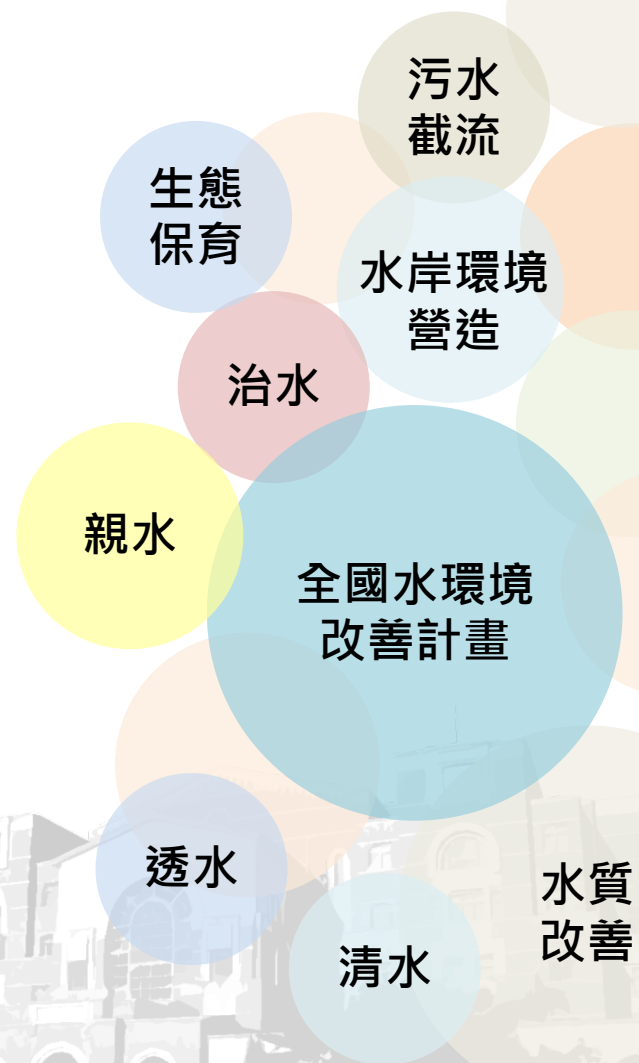 污水
截流
生態
保育
水岸環境
營造
治水
親水
全國水環境
改善計畫
透水
水質
改善
清水